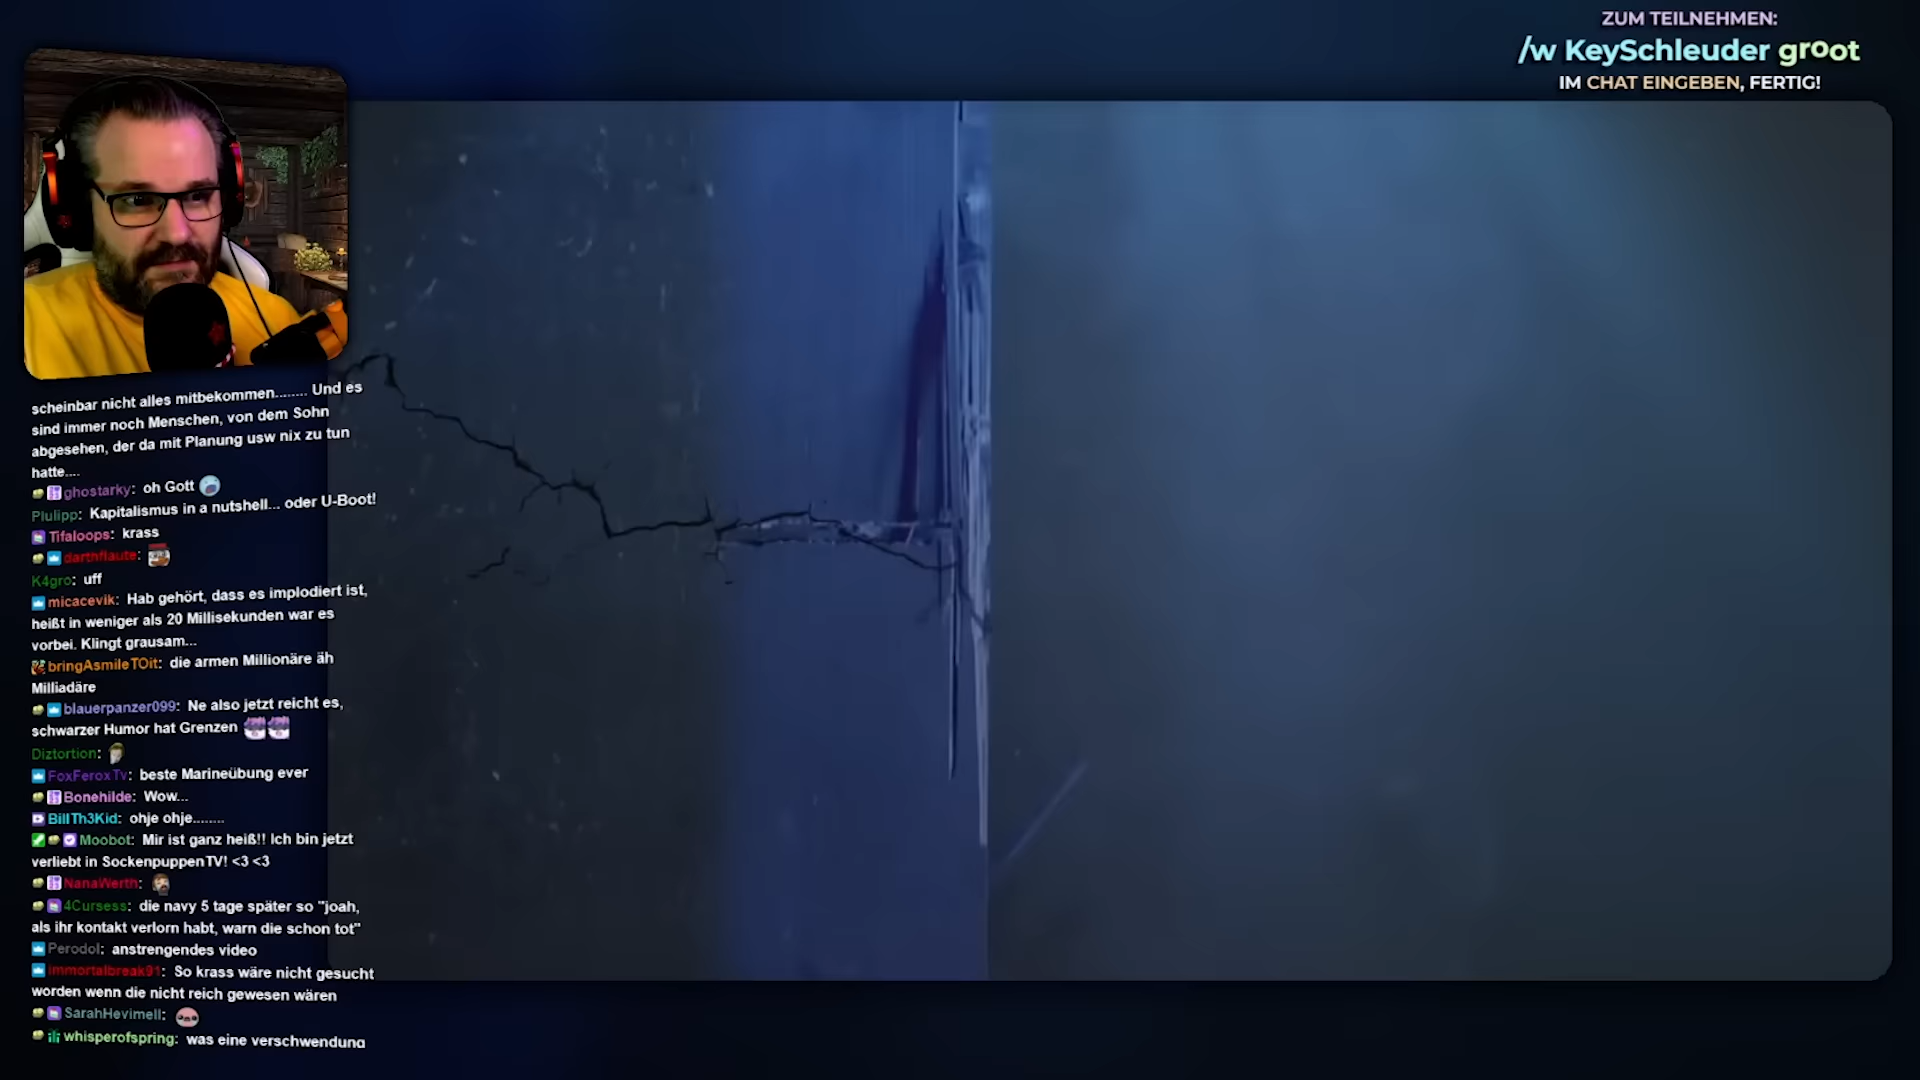 ZUM TEILNEHMEN:
/w KeySchleuder groot
IM CHAT EINGEBEN, FERTIG!
scheinbar nicht alles mitbekommen........ Und es
sind immer noch Menschen, von dem Sohn
abgesehen, der da mit Planung usw nix zu tun
hatte....
ghostarky: oh Gott
Plulipp: Kapitalismus in a nutshell... oder U-Boot!
Tifaloops: krass
darthflaute:
K4gro: uff
micacevik: Hab gehört, dass es implodiert ist,
heißt in weniger als 20 Millisekunden war es
vorbei. Klingt grausam...
bringAsmileTOit: die armen Millionäre äh
Milliadäre
blauerpanzer099: Ne also jetzt reicht es,
schwarzer Humor hat Grenzen
Diztortion:
FoxFeroxTv: beste Marineübung ever
Bonehilde: Wow...
BillTh3Kid: ohje ohje........
Moobot: Mir ist ganz heiß!! Ich bin jetzt
verliebt in SockenpuppenTV! <3 <3
NanaWerth:
4Cursess: die navy 5 tage später so "joah,
als ihr kontakt verlorn habt, warn die schon tot"
Perodol: anstrengendes video
immortalbreak91: So krass wäre nicht gesucht
worden wenn die nicht reich gewesen wären
SarahHevimell:
whisperofspring: was eine verschwendung